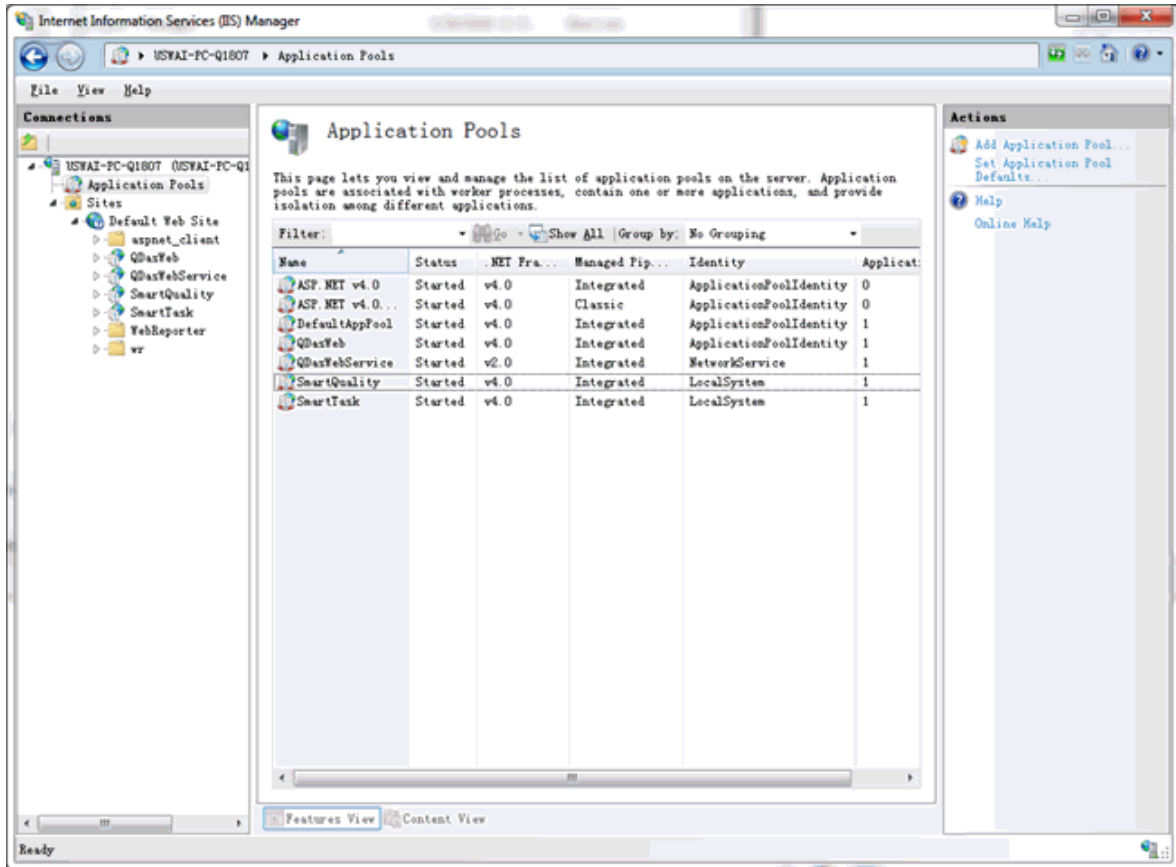 Internet Information Services (IIS) Manager
USWAI-PC-Q1807 Application Pools
File View Help
Connections
USWAI-PC-Q1807 (USWAI-PC-Q1
Application Pools
Sites
Default Web Site
aspnet_client
QDasWeb
QDasWebService
SmartQuality
SmartTask
WebReporter
wr
Application Pools
This page lets you view and manage the list of application pools on the server. Application
pools are associated with worker processes, contain one or more applications, and provide
isolation among different applications.
Filter: Go Show All Group by: No Grouping
Name Status .NET Fra... Managed Pip... Identity Applicat:
ASP.NET v4.0 Started v4.0 Integrated ApplicationPoolIdentity 0
ASP.NET v4.0... Started v4.0 Classic ApplicationPoolIdentity 0
DefaultAppPool Started v4.0 Integrated ApplicationPoolIdentity 1
QDasWeb Started v4.0 Integrated ApplicationPoolIdentity 1
QDasWebService Started v2.0 Integrated NetworkService 1
SmartQuality Started v4.0 Integrated LocalSystem 1
SmartTask Started v4.0 Integrated LocalSystem 1
Features View Content View
Actions
Add Application Pool...
Set Application Pool
Defaults...
Help
Online Help
Ready